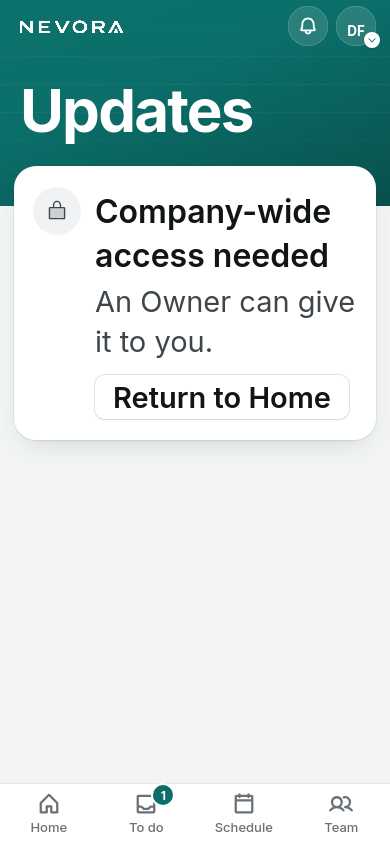 NEVORA
DF
Updates
Company-wide
access needed
An Owner can give
it to you.
Return to Home
1
Home
To do
Schedule
Team